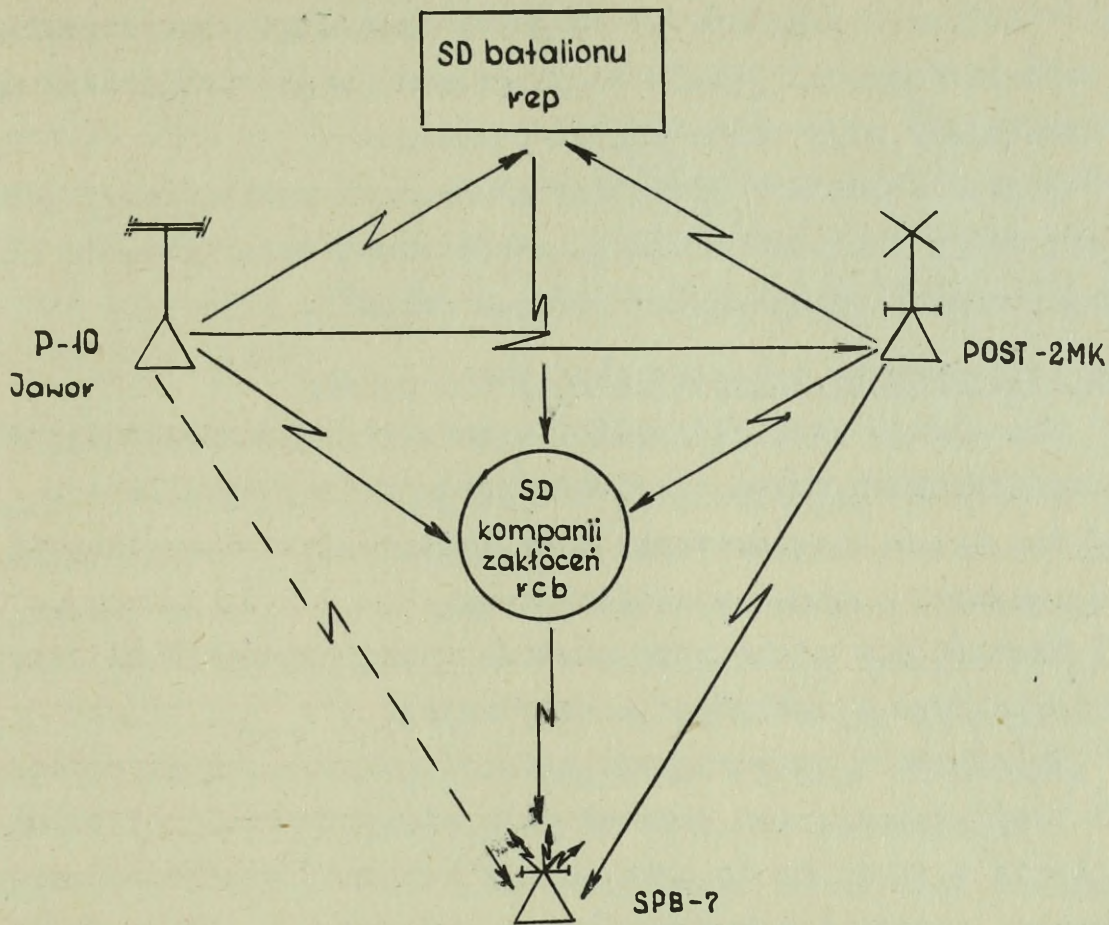 SD batalionu
rep
P-10
Jawor
POST-2MK
SD
kompanii
zakłóceń
rcb
SPB-7